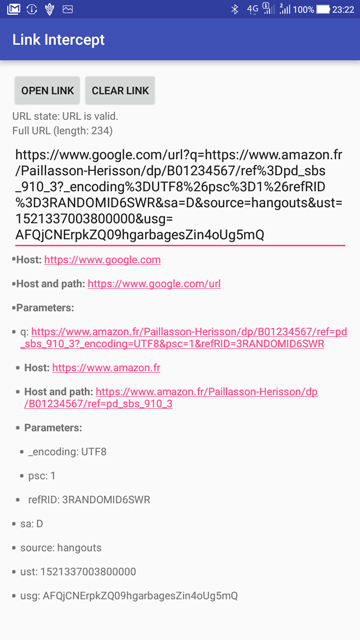 4G 100% 23:22
Link Intercept
OPEN LINK CLEAR LINK
URL state: URL is valid.
Full URL (length: 234)
https://www.google.com/url?q=https://www.amazon.fr
/Paillasson-Herisson/dp/B01234567/ref%3Dpd_sbs
_910_3?_encoding%3DUTF8%26psc%3D1%26refRID
%3D3RANDOMID6SWR&sa=D&source=hangouts&ust=
1521337003800000&usg=
AFQjCNErpkZQ09hgarbagesZin4oUg5mQ
Host: https://www.google.com
Host and path: https://www.google.com/url
Parameters:
q: https://www.amazon.fr/Paillasson-Herisson/dp/B01234567/ref=pd
_sbs_910_3?_encoding=UTF8&psc=1&refRID=3RANDOMID6SWR
Host: https://www.amazon.fr
Host and path: https://www.amazon.fr/Paillasson-Herisson/dp
/B01234567/ref=pd_sbs_910_3
Parameters:
_encoding: UTF8
psc: 1
refRID: 3RANDOMID6SWR
sa: D
source: hangouts
ust: 1521337003800000
usg: AFQjCNErpkZQ09hgarbagesZin4oUg5mQ